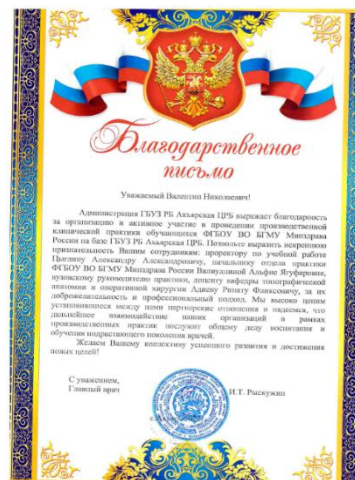 Благодарственное
письмо
Уважаемый Валентин Николаевич!
Администрация ГБУЗ РБ Акъярская ЦРБ выражает благодарность
за организацию и активное участие в проведении производственной
клинической практики обучающихся ФГБОУ ВО БГМУ Минздрава
России на базе ГБУЗ РБ Акъярская ЦРБ. Позвольте выразить искреннюю
признательность Вашим сотрудникам: проректору по учебной работе
Цыглину Александру Александровичу, начальнику отдела практики
ФГБОУ ВО БГМУ Минздрава России Валиуллиной Альфие Ягуфаровне,
вузовскому руководителю практики, доценту кафедры топографической
анатомии и оперативной хирургии Адиеву Ринату Фанисовичу, за их
доброжелательность и профессиональный подход. Мы высоко ценим
установившиеся между нами партнерские отношения и надеемся, что
дальнейшее взаимодействие наших организаций в рамках
производственных практик послужит общему делу воспитания и
обучения подрастающего поколения врачей.
Желаем Вашему коллективу успешного развития и достижения
новых целей!
С уважением,
Главный врач
И.Т. Рыскужин